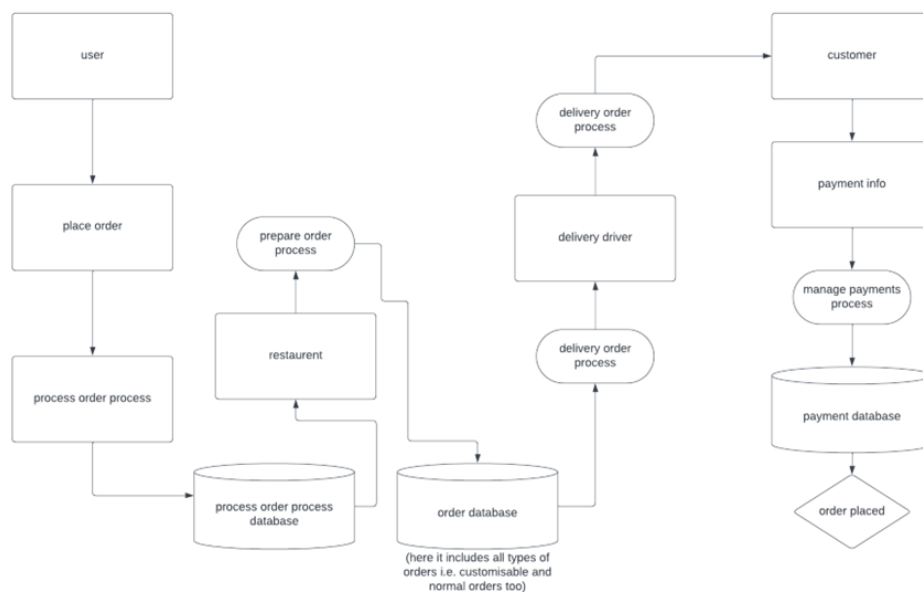 user
place order
process order process
process order process
database
restaurent
prepare order
process
order database
(here it includes all types of
orders i.e. customisable and
normal orders too)
delivery order
process
delivery driver
delivery order
process
customer
payment info
manage payments
process
payment database
order placed